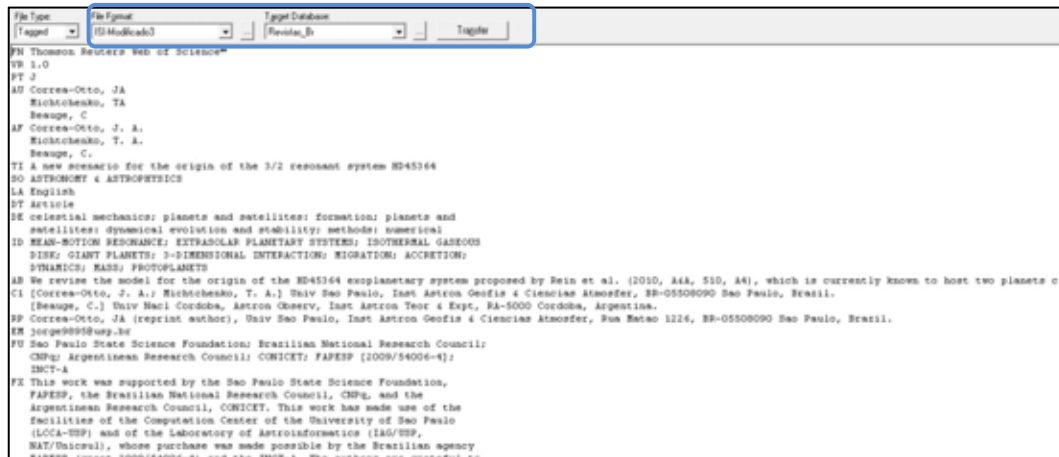 File Type: File Format: Target Database:
Tagged ISI-Modificado3 ... Revistas_Br ... Transfer
FN Thomson Reuters Web of Science™
VR 1.0
PT J
AU Correa-Otto, JA
Michtchenko, TA
Beauge, C
AF Correa-Otto, J. A.
Michtchenko, T. A.
Beauge, C.
TI A new scenario for the origin of the 3/2 resonant system HD45364
SO ASTRONOMY & ASTROPHYSICS
LA English
DT Article
DE celestial mechanics; planets and satellites: formation; planets and
satellites: dynamical evolution and stability; methods: numerical
ID MEAN-MOTION RESONANCE; EXTRASOLAR PLANETARY SYSTEMS; ISOTHERMAL GASEOUS
DISK; GIANT PLANETS; 3-DIMENSIONAL INTERACTION; MIGRATION; ACCRETION;
DYNAMICS; MASS; PROTOPLANETS
AB We revise the model for the origin of the HD45364 exoplanetary system proposed by Rein et al. (2010, A&A, 510, A4), which is currently known to host two planets c
C1 [Correa-Otto, J. A.; Michtchenko, T. A.] Univ Sao Paulo, Inst Astron Geofis & Ciencias Atmosfer, BR-05508090 Sao Paulo, Brazil.
[Beauge, C.] Univ Nacl Cordoba, Astron Observ, Inst Astron Teor & Expt, RA-5000 Cordoba, Argentina.
RP Correa-Otto, JA (reprint author), Univ Sao Paulo, Inst Astron Geofis & Ciencias Atmosfer, Rua Matao 1226, BR-05508090 Sao Paulo, Brazil.
EM jorge9895@usp.br
FU Sao Paulo State Science Foundation; Brazilian National Research Council;
CNPq; Argentinean Research Council; CONICET; FAPESP [2009/54006-4];
INCT-A
FX This work was supported by the Sao Paulo State Science Foundation,
FAPESP, the Brazilian National Research Council, CNPq, and the
Argentinean Research Council, CONICET. This work has made use of the
facilities of the Computation Center of the University of Sao Paulo
(LCCA-USP) and of the Laboratory of Astroinformatics (IAG/USP,
NAT/Unicsul), whose purchase was made possible by the Brazilian agency
FAPESP (grant 2009/54006-4) and the INCT-A. The authors are grateful to